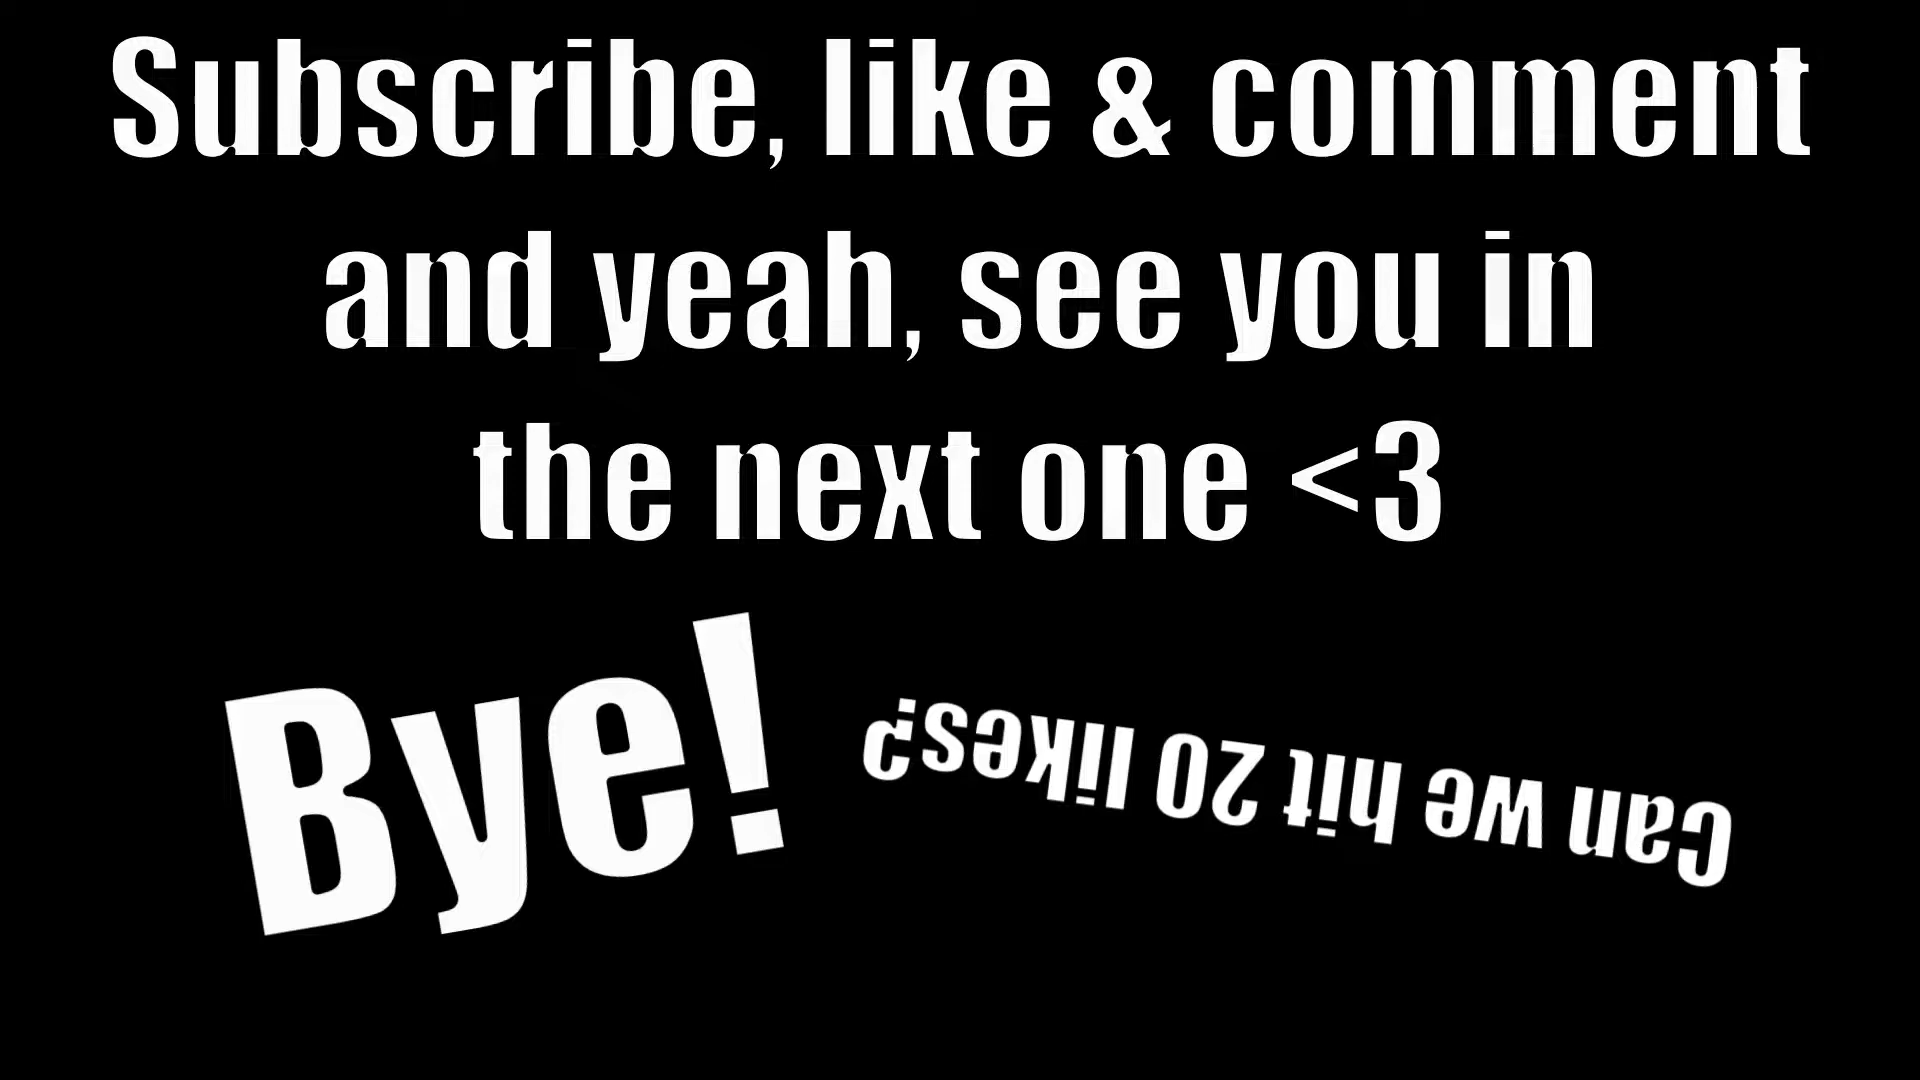 Subscribe, like & comment
and yeah, see you in
the next one <3
Bye!
Can we hit 20 likes?